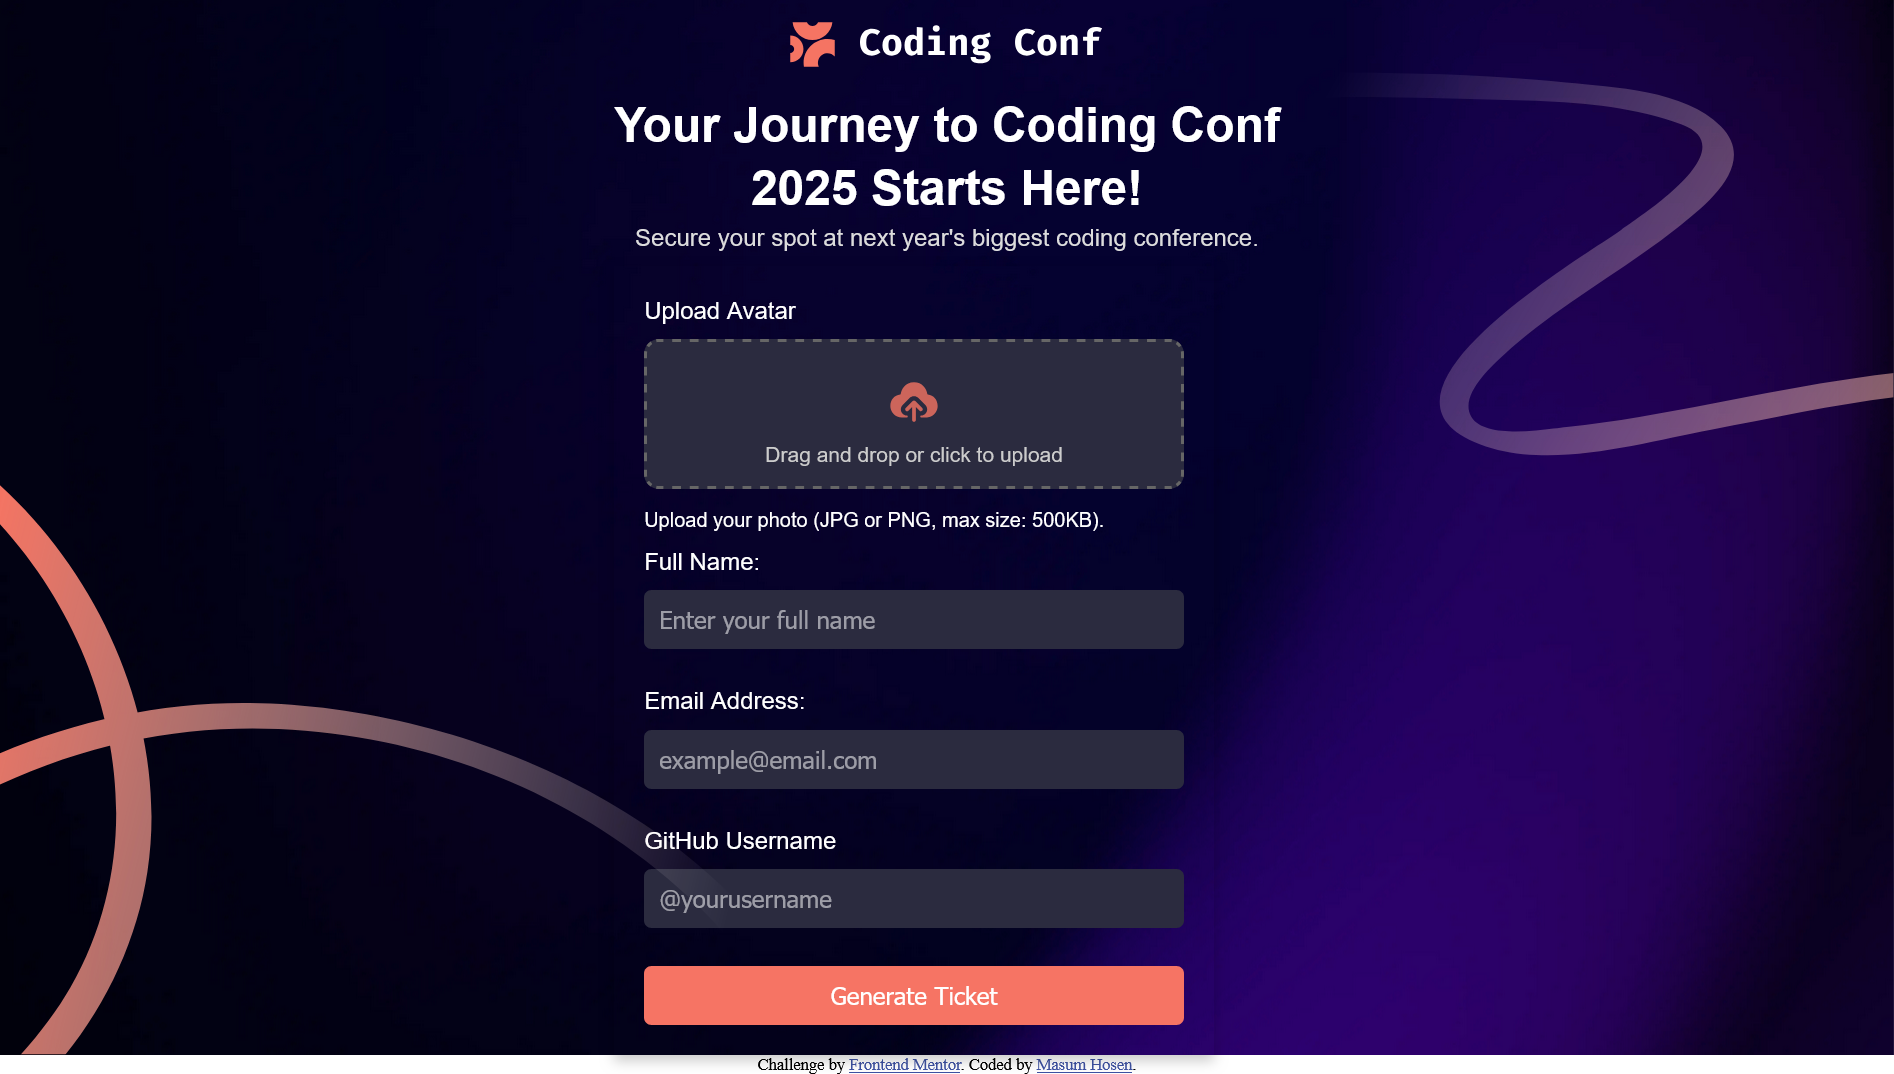 Coding Conf
Your Journey to Coding Conf
2025 Starts Here!
Secure your spot at next year's biggest coding conference.
Upload Avatar
Drag and drop or click to upload
Upload your photo (JPG or PNG, max size: 500KB).
Full Name:
Enter your full name
Email Address:
example@email.com
GitHub Username
@yourusername
Generate Ticket
Challenge by Frontend Mentor. Coded by Masum Hosen.